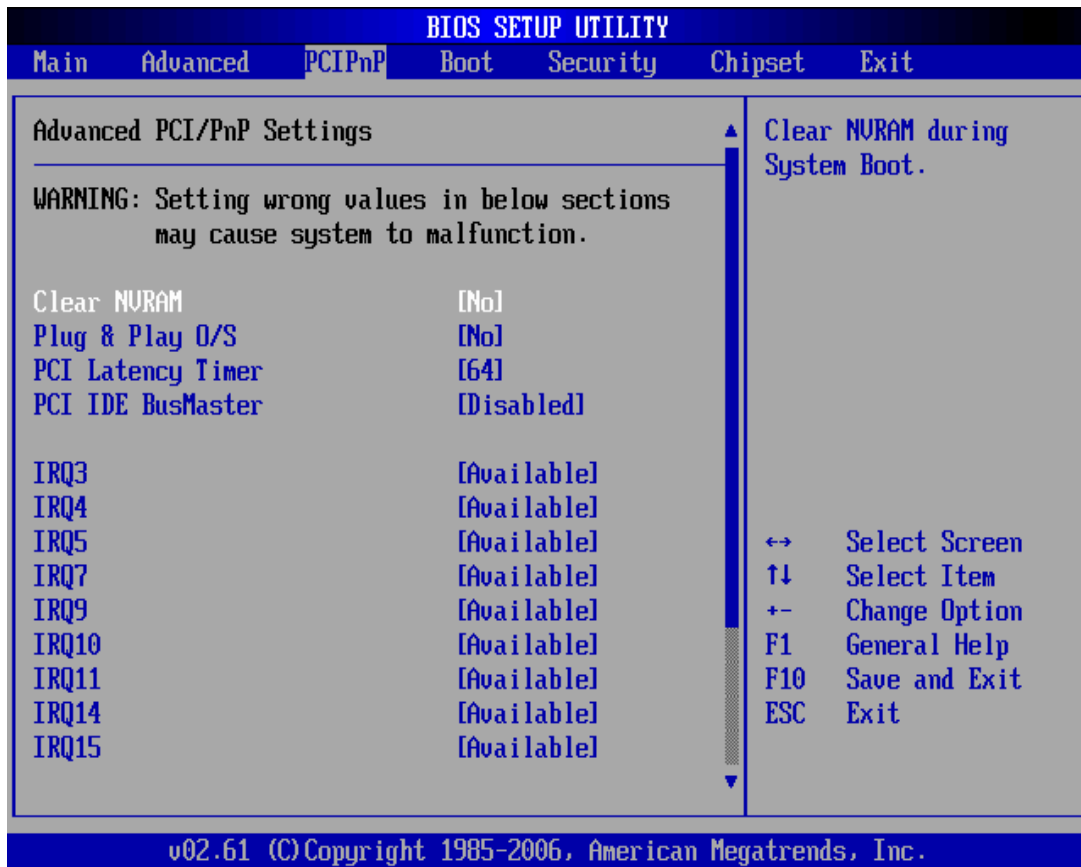 BIOS SETUP UTILITY
Main Advanced PCIPnP Boot Security Chipset Exit
Advanced PCI/PnP Settings
WARNING: Setting wrong values in below sections
may cause system to malfunction.
Clear NVRAM [No]
Plug & Play O/S [No]
PCI Latency Timer [64]
PCI IDE BusMaster [Disabled]
IRQ3 [Available]
IRQ4 [Available]
IRQ5 [Available]
IRQ7 [Available]
IRQ9 [Available]
IRQ10 [Available]
IRQ11 [Available]
IRQ14 [Available]
IRQ15 [Available]
Clear NVRAM during
System Boot.
↔ Select Screen
↑↓ Select Item
+- Change Option
F1 General Help
F10 Save and Exit
ESC Exit
v02.61 (C)Copyright 1985-2006, American Megatrends, Inc.